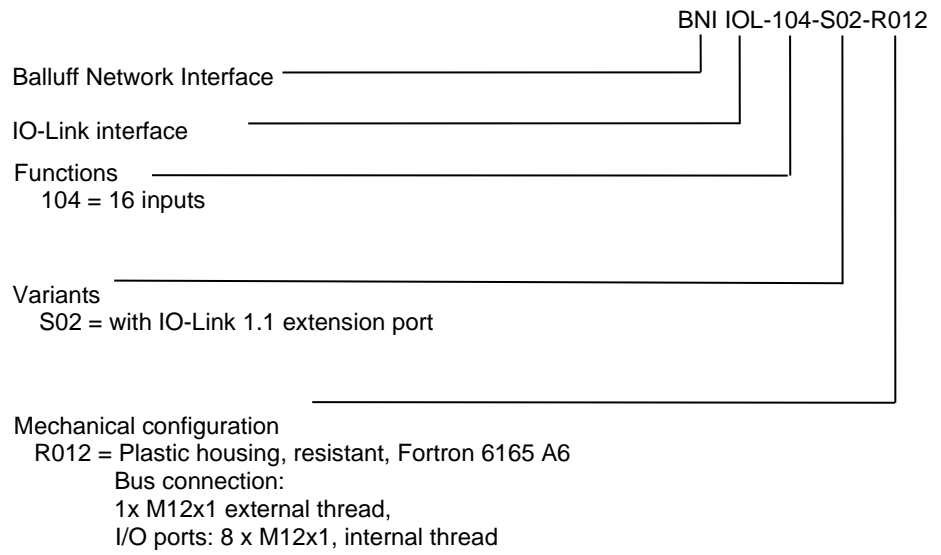 BNI IOL-104-S02-R012
Balluff Network Interface
IO-Link interface
Functions
104 = 16 inputs
Variants
S02 = with IO-Link 1.1 extension port
Mechanical configuration
R012 = Plastic housing, resistant, Fortron 6165 A6
Bus connection:
1x M12x1 external thread,
I/O ports: 8 x M12x1, internal thread